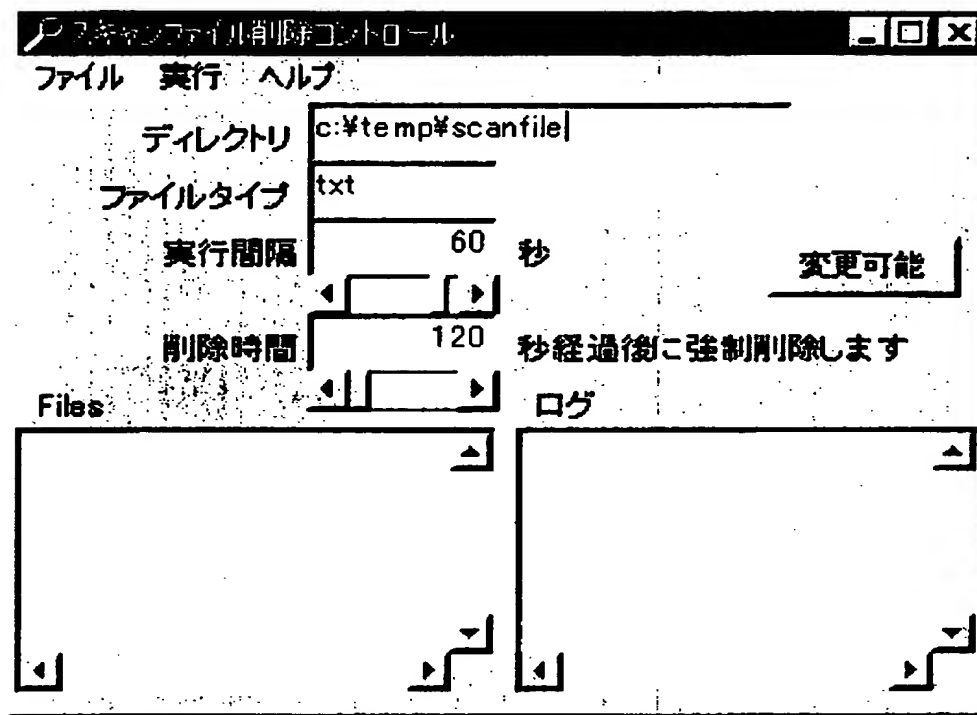 スキャンファイル削除コントロール
ファイル 実行 ヘルプ
ディレクトリ c:¥temp¥scanfile
ファイルタイプ txt
実行間隔 60 秒
変更可能
削除時間 120 秒経過後に強制削除します
Files ログ